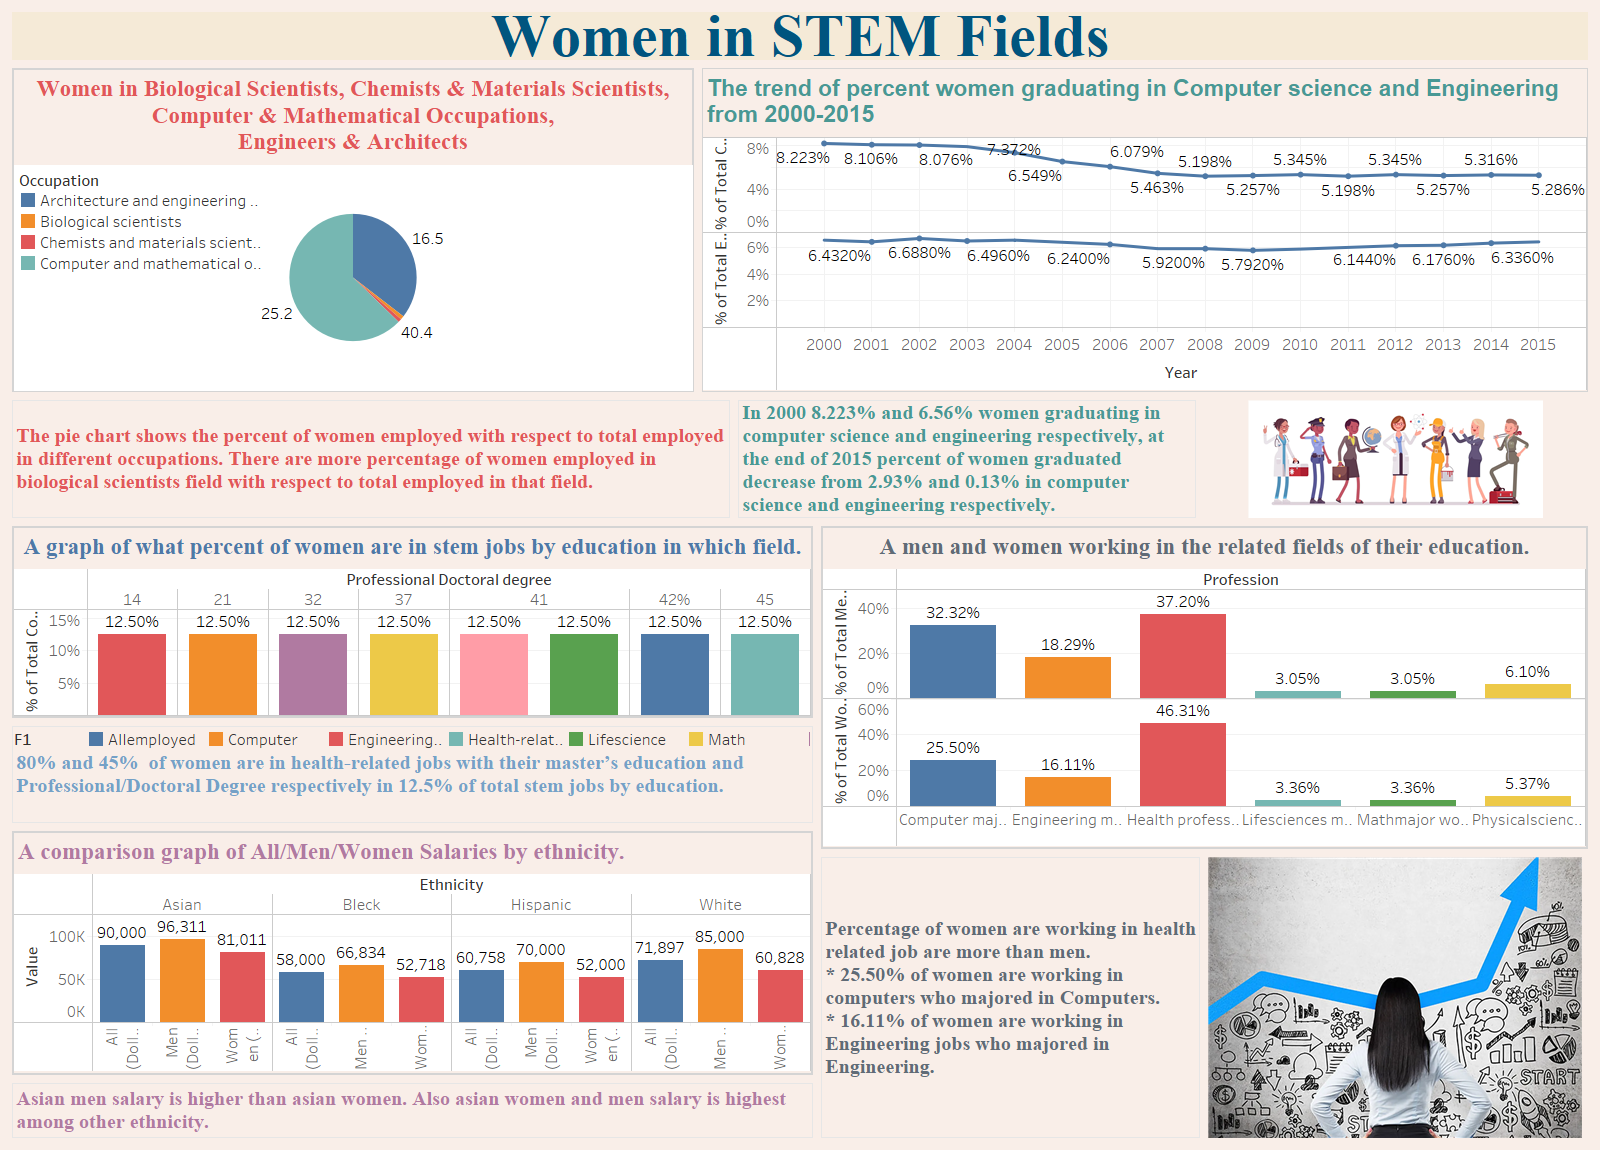 Women in STEM Fields
Women in Biological Scientists, Chemists & Materials Scientists,
Computer & Mathematical Occupations,
Engineers & Architects
Occupation
Architecture and engineering ..
Biological scientists
Chemists and materials scient..
Computer and mathematical o..
16.5
25.2
40.4
The trend of percent women graduating in Computer science and Engineering
from 2000-2015
% of Total C..
8%
4%
0%
8.223% 8.106% 8.076% 7.372% 6.549% 6.079% 5.463% 5.198% 5.257% 5.345% 5.198% 5.345% 5.257% 5.316% 5.286%
% of Total E..
6%
4%
2%
6.4320% 6.6880% 6.4960% 6.2400% 5.9200% 5.7920% 6.1440% 6.1760% 6.3360%
2000 2001 2002 2003 2004 2005 2006 2007 2008 2009 2010 2011 2012 2013 2014 2015
Year
The pie chart shows the percent of women employed with respect to total employed
in different occupations. There are more percentage of women employed in
biological scientists field with respect to total employed in that field.
In 2000 8.223% and 6.56% women graduating in
computer science and engineering respectively, at
the end of 2015 percent of women graduated
decrease from 2.93% and 0.13% in computer
science and engineering respectively.
A graph of what percent of women are in stem jobs by education in which field.
Professional Doctoral degree
14 21 32 37 41 42% 45
% of Total Co..
15%
10%
5%
12.50% 12.50% 12.50% 12.50% 12.50% 12.50% 12.50% 12.50%
F1 Allemployed Computer Engineering.. Health-relat.. Lifescience Math
80% and 45% of women are in health-related jobs with their master’s education and
Professional/Doctoral Degree respectively in 12.5% of total stem jobs by education.
A men and women working in the related fields of their education.
Profession
% of Total Me..
40%
20%
0%
32.32% 18.29% 37.20% 3.05% 3.05% 6.10%
% of Total Wo..
60%
40%
20%
0%
25.50% 16.11% 46.31% 3.36% 3.36% 5.37%
Computer maj.. Engineering m.. Health profess.. Lifesciences m.. Mathmajor wo.. Physicalscienc..
A comparison graph of All/Men/Women Salaries by ethnicity.
Ethnicity
Asian Bleck Hispanic White
Value
100K
50K
0K
90,000 96,311 81,011 58,000 66,834 52,718 60,758 70,000 52,000 71,897 85,000 60,828
All (Doll.. Men (Doll.. Wom en (.. All (Doll.. Men .. Wom.. All (Doll.. Men (Doll.. Wom en (.. All (Doll.. Men .. Wom..
Asian men salary is higher than asian women. Also asian women and men salary is highest
among other ethnicity.
Percentage of women are working in health
related job are more than men.
* 25.50% of women are working in
computers who majored in Computers.
* 16.11% of women are working in
Engineering jobs who majored in
Engineering.
START